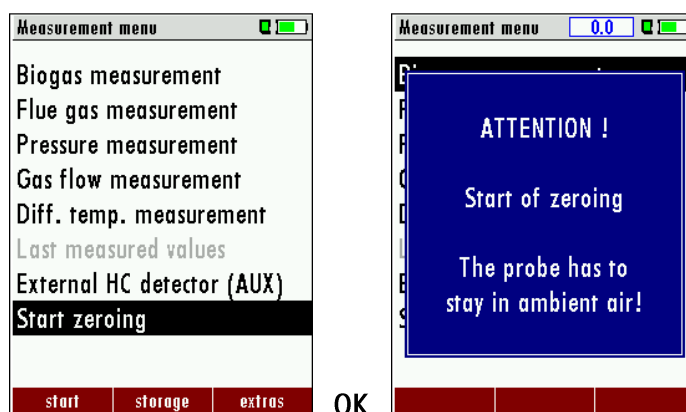 Measurement menu
Biogas measurement
Flue gas measurement
Pressure measurement
Gas flow measurement
Diff. temp. measurement
Last measured values
External HC detector (AUX)
Start zeroing
start storage extras
OK
Measurement menu 0.0
ATTENTION !
Start of zeroing
The probe has to
stay in ambient air!